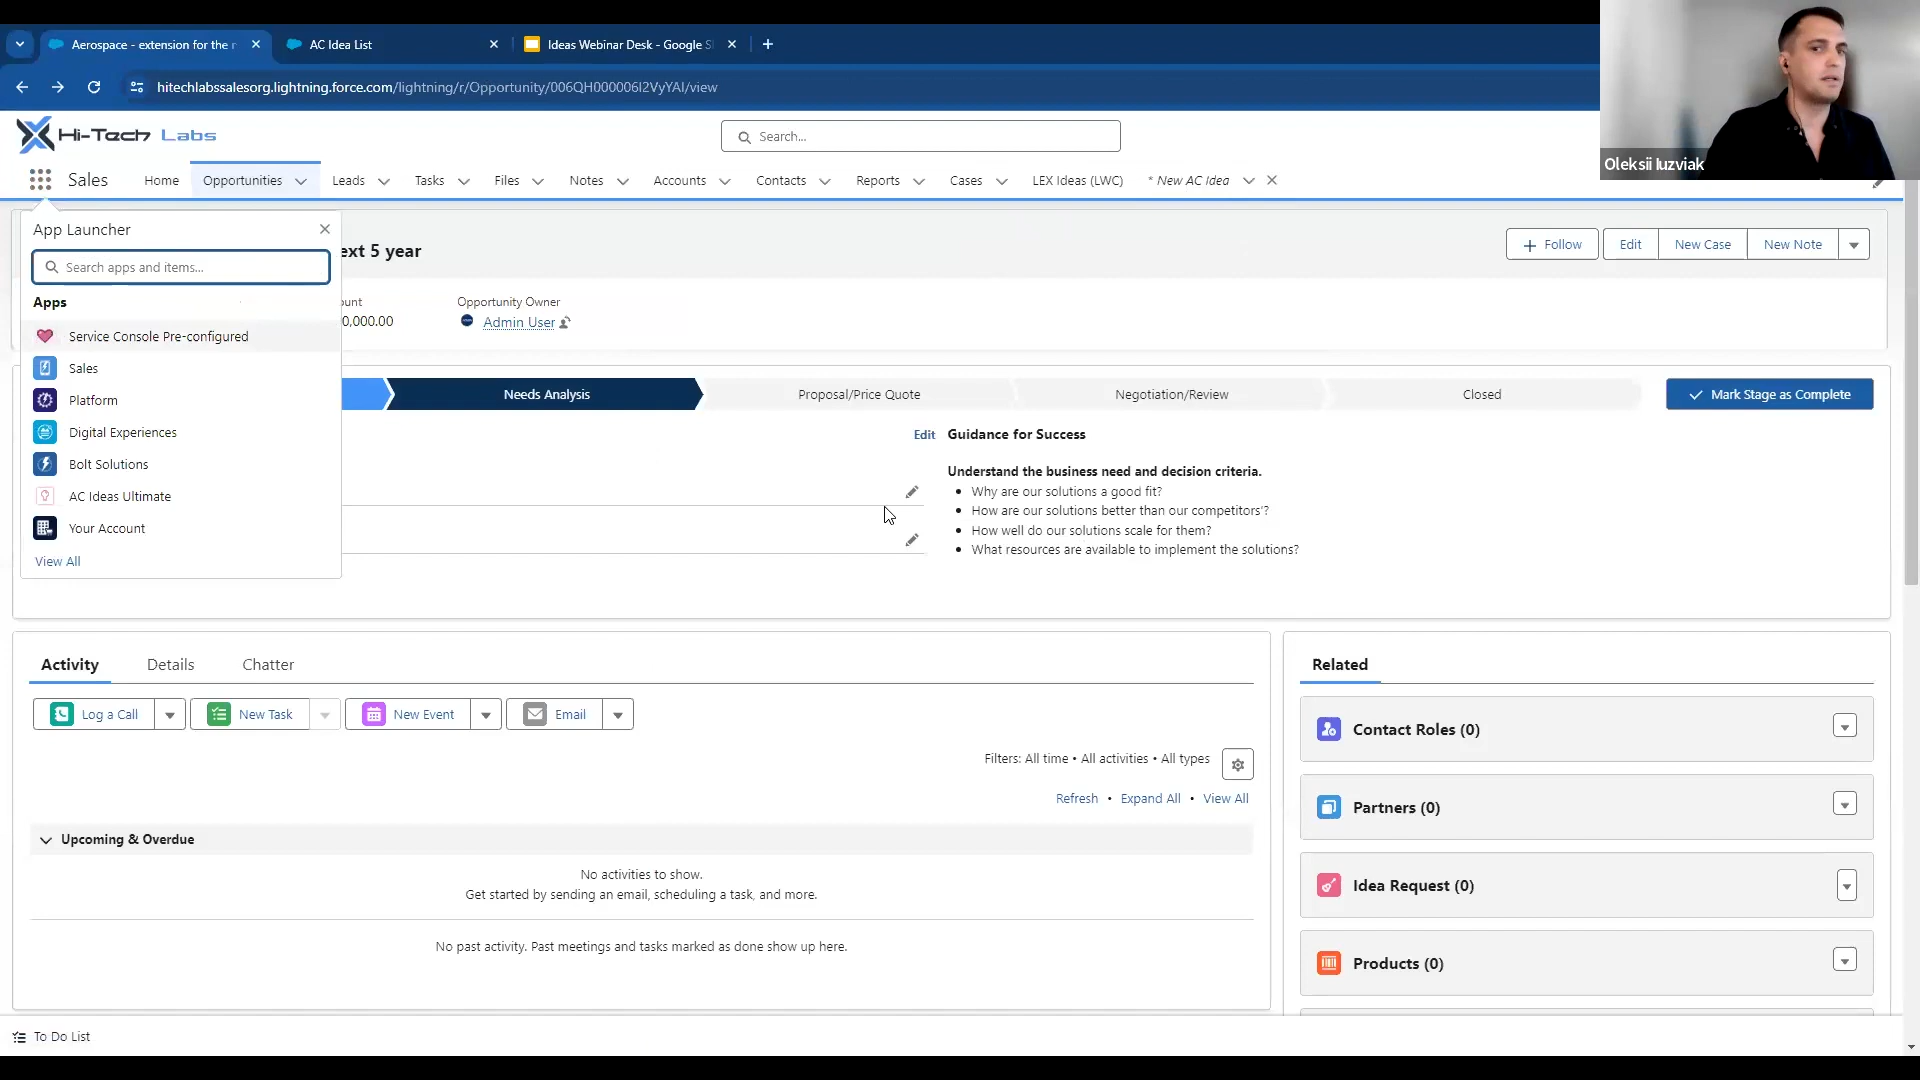 Aerospace - extension for the r
AC Idea List
Ideas Webinar Desk - Google S
hitechlabssalesorg.lightning.force.com/lightning/r/Opportunity/006QH000006I2VyYAI/view
Hi-Tech Labs
Search...
Oleksii Iuzviak
Sales
Home
Opportunities
Leads
Tasks
Files
Notes
Accounts
Contacts
Reports
Cases
LEX Ideas (LWC)
* New AC Idea
App Launcher
Search apps and items...
Apps
Service Console Pre-configured
Sales
Platform
Digital Experiences
Bolt Solutions
AC Ideas Ultimate
Your Account
View All
ext 5 year
Follow
Edit
New Case
New Note
ount
0,000.00
Opportunity Owner
Admin User
Needs Analysis
Proposal/Price Quote
Negotiation/Review
Closed
Mark Stage as Complete
Edit
Guidance for Success
Understand the business need and decision criteria.
• Why are our solutions a good fit?
• How are our solutions better than our competitors'?
• How well do our solutions scale for them?
• What resources are available to implement the solutions?
Activity
Details
Chatter
Log a Call
New Task
New Event
Email
Filters: All time • All activities • All types
Refresh • Expand All • View All
Upcoming & Overdue
No activities to show.
Get started by sending an email, scheduling a task, and more.
No past activity. Past meetings and tasks marked as done show up here.
Related
Contact Roles (0)
Partners (0)
Idea Request (0)
Products (0)
To Do List